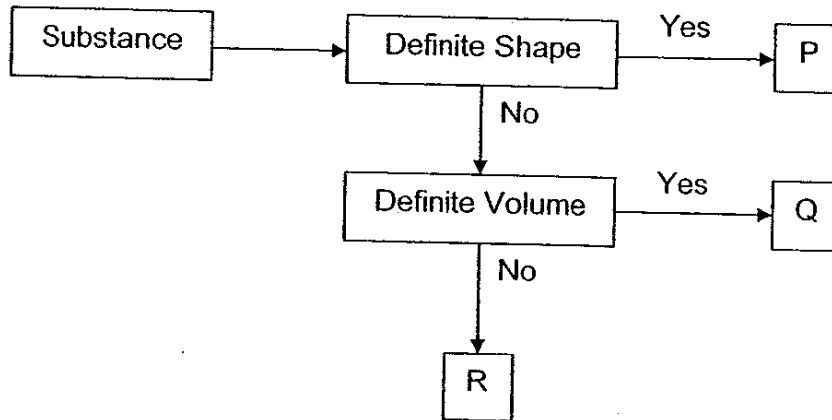 Substance
Definite Shape
Yes
P
No
Definite Volume
Yes
Q
No
R